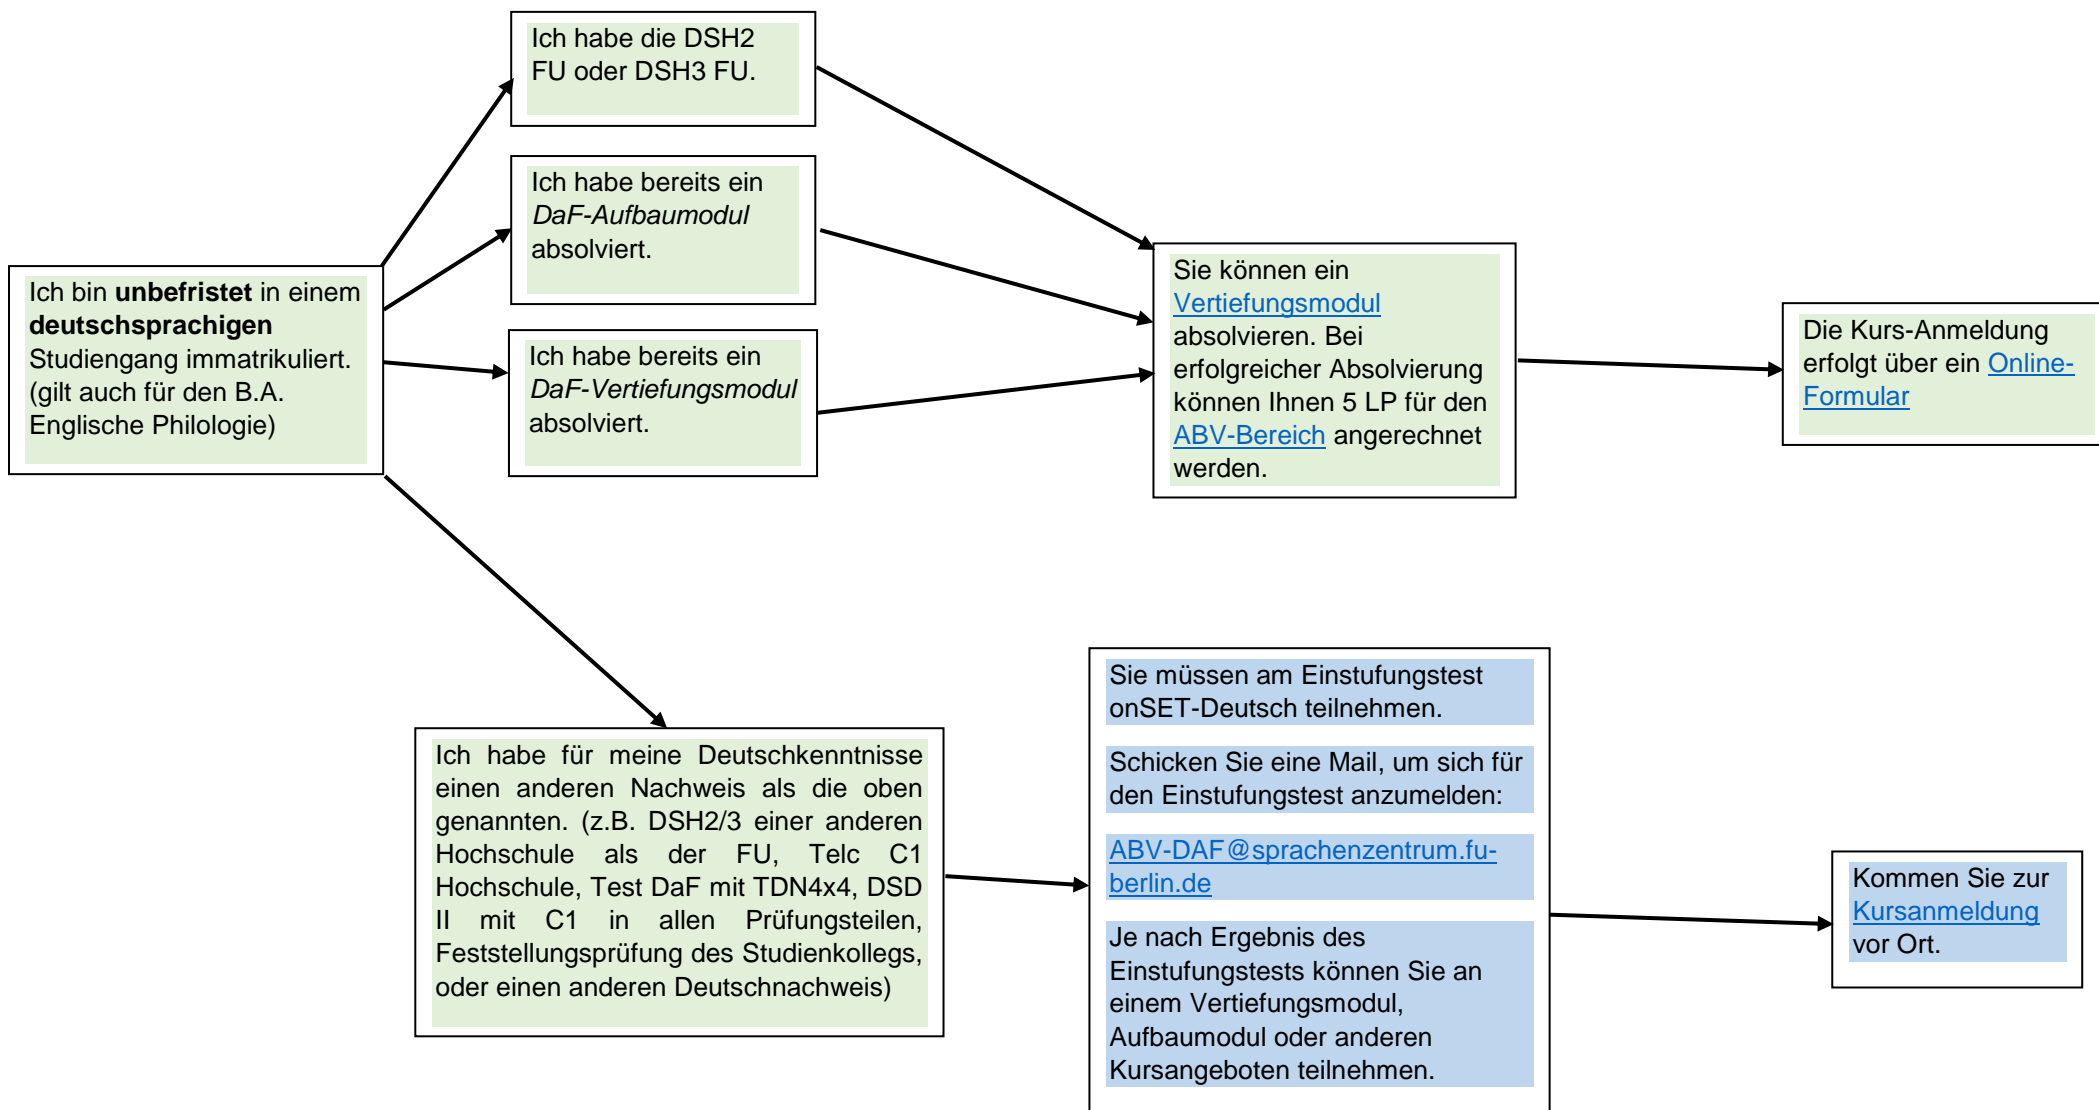 Ich habe die DSH2
FU oder DSH3 FU.
Ich habe bereits ein
DaF-Aufbaumodul
absolviert.
Ich bin unbefristet in einem
deutschsprachigen
Studiengang immatrikuliert.
(gilt auch für den B.A.
Englische Philologie)
Ich habe bereits ein
DaF-Vertiefungsmodul
absolviert.
Sie können ein
Vertiefungsmodul
absolvieren. Bei
erfolgreicher Absolvierung
können Ihnen 5 LP für den
ABV-Bereich angerechnet
werden.
Die Kurs-Anmeldung
erfolgt über ein Online-
Formular
Ich habe für meine Deutschkenntnisse
einen anderen Nachweis als die oben
genannten. (z.B. DSH2/3 einer anderen
Hochschule als der FU, Telc C1
Hochschule, Test DaF mit TDN4x4, DSD
II mit C1 in allen Prüfungsteilen,
Feststellungsprüfung des Studienkollegs,
oder einen anderen Deutschnachweis)
Sie müssen am Einstufungstest
onSET-Deutsch teilnehmen.
Schicken Sie eine Mail, um sich für
den Einstufungstest anzumelden:
ABV-DAF@sprachenzentrum.fu-
berlin.de
Je nach Ergebnis des
Einstufungstests können Sie an
einem Vertiefungsmodul,
Aufbaumodul oder anderen
Kursangeboten teilnehmen.
Kommen Sie zur
Kursanmeldung
vor Ort.